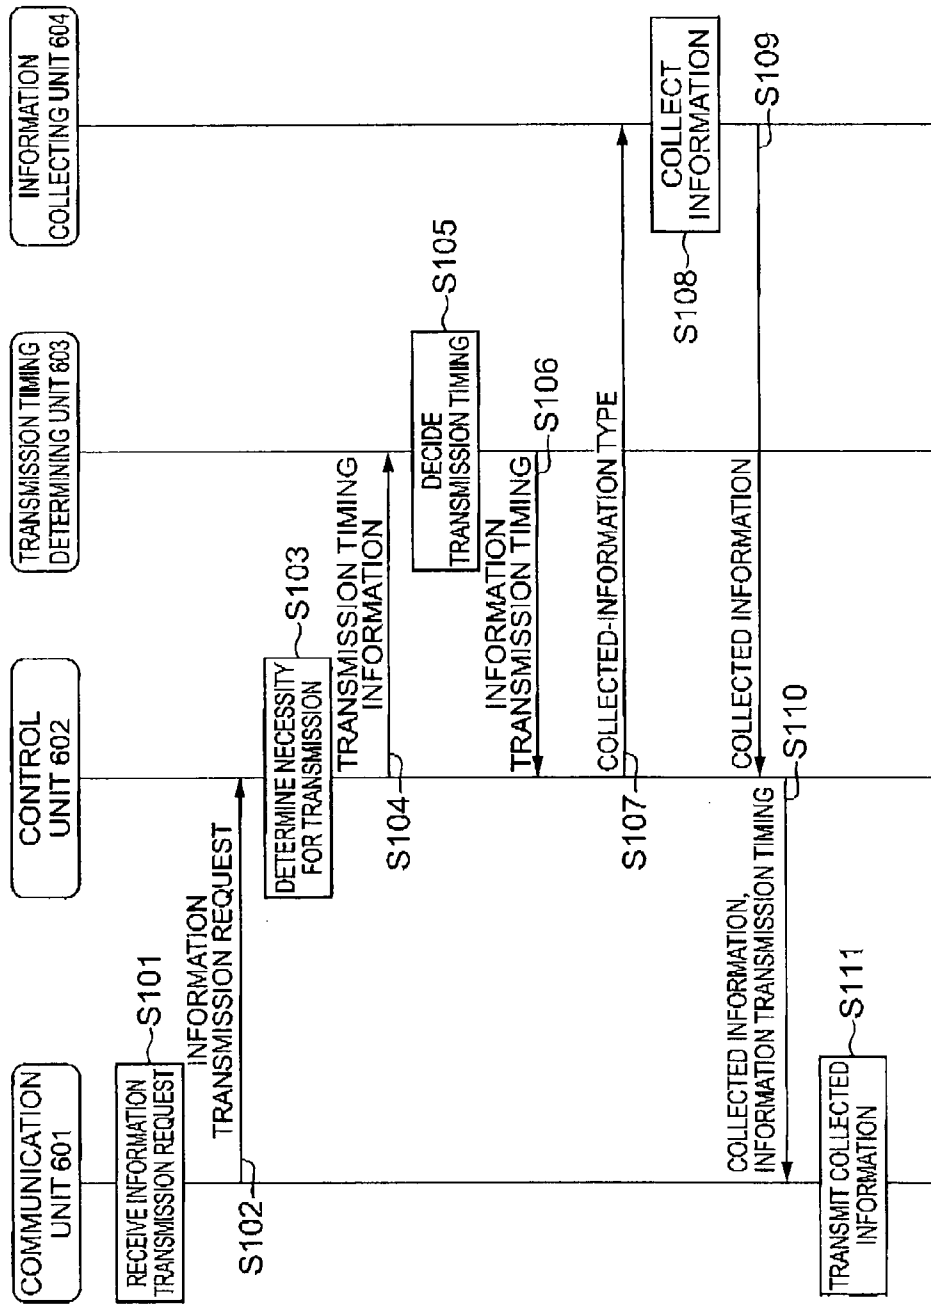 COMMUNICATION
UNIT 601
CONTROL
UNIT 602
TRANSMISSION TIMING
DETERMINING UNIT 603
INFORMATION
COLLECTING UNIT 604
RECEIVE INFORMATION
TRANSMISSION REQUEST
S101
INFORMATION
TRANSMISSION REQUEST
S102
DETERMINE NECESSITY
FOR TRANSMISSION
S103
TRANSMISSION TIMING
INFORMATION
S104
DECIDE
TRANSMISSION TIMING
S105
INFORMATION
TRANSMISSION TIMING
S106
COLLECTED-INFORMATION TYPE
S107
COLLECT
INFORMATION
S108
COLLECTED INFORMATION
S109
COLLECTED INFORMATION,
INFORMATION TRANSMISSION TIMING
S110
TRANSMIT COLLECTED
INFORMATION
S111